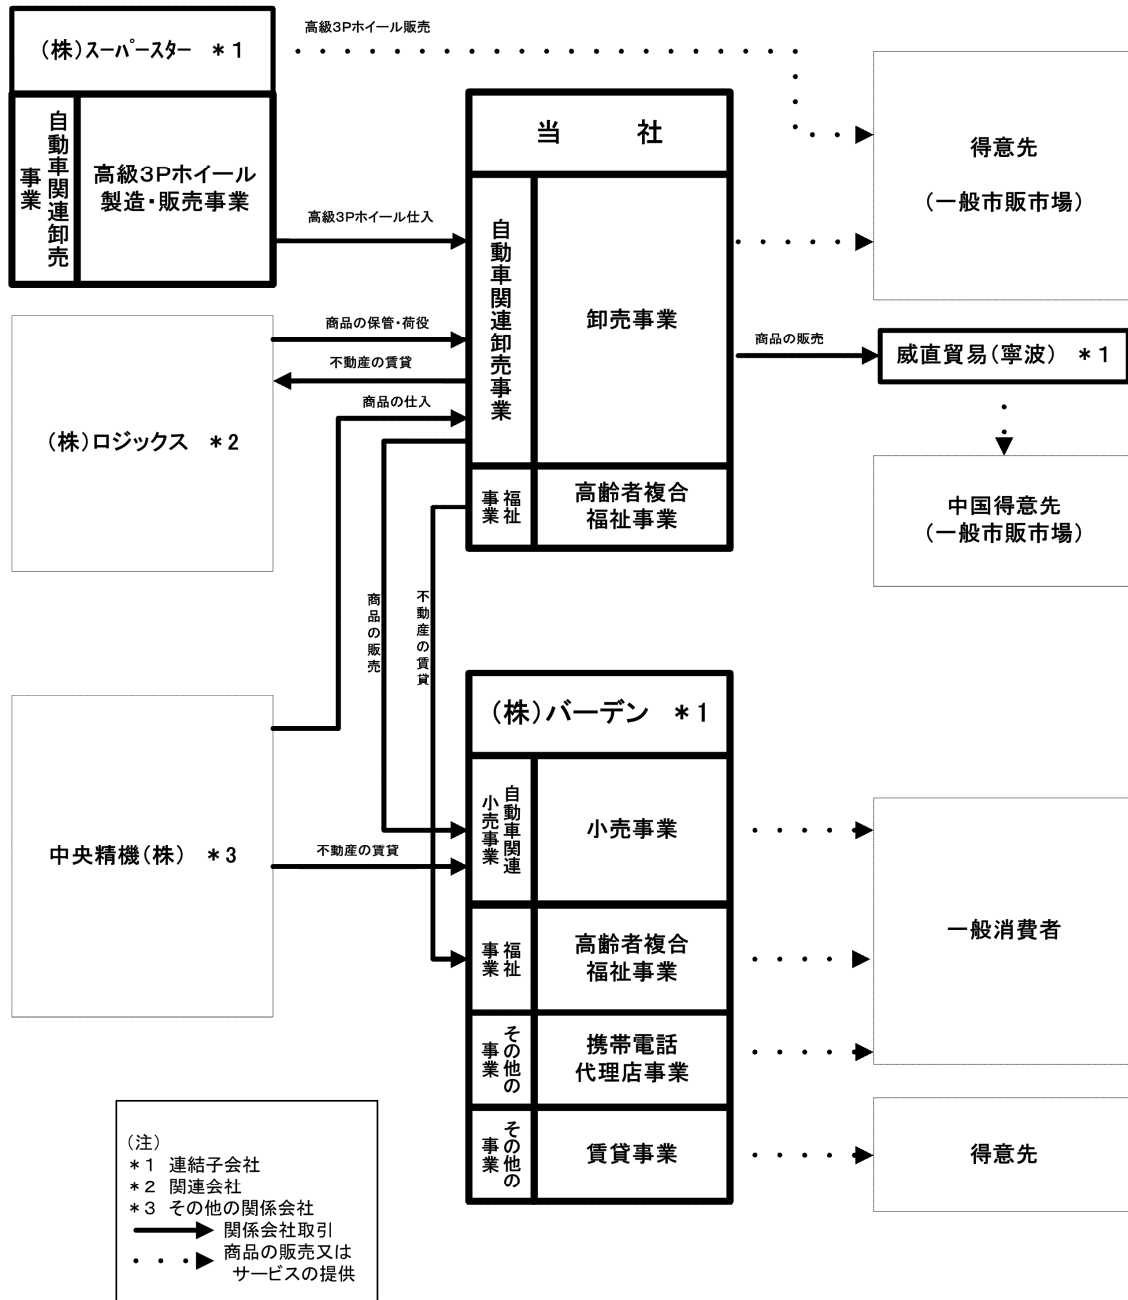 高級3Pホイール販売
(株)スーパースター ＊1
自動車関連卸売
事業
高級3Pホイール
製造・販売事業
高級3Pホイール仕入
当 社
自動車関連卸売事業
卸売事業
福祉
事業
高齢者複合
福祉事業
得意先
(一般市販市場)
商品の販売
威直貿易(寧波) ＊1
中国得意先
(一般市販市場)
商品の保管・荷役
不動産の賃貸
商品の仕入
(株)ロジックス ＊2
商品の販売
不動産の賃貸
中央精機(株) ＊3
不動産の賃貸
(株)バーデン ＊1
自動車関連
小売事業
小売事業
福祉
事業
高齢者複合
福祉事業
その他の
事業
携帯電話
代理店事業
その他の
事業
賃貸事業
一般消費者
得意先
(注)
＊1 連結子会社
＊2 関連会社
＊3 その他の関係会社
関係会社取引
商品の販売又は
サービスの提供